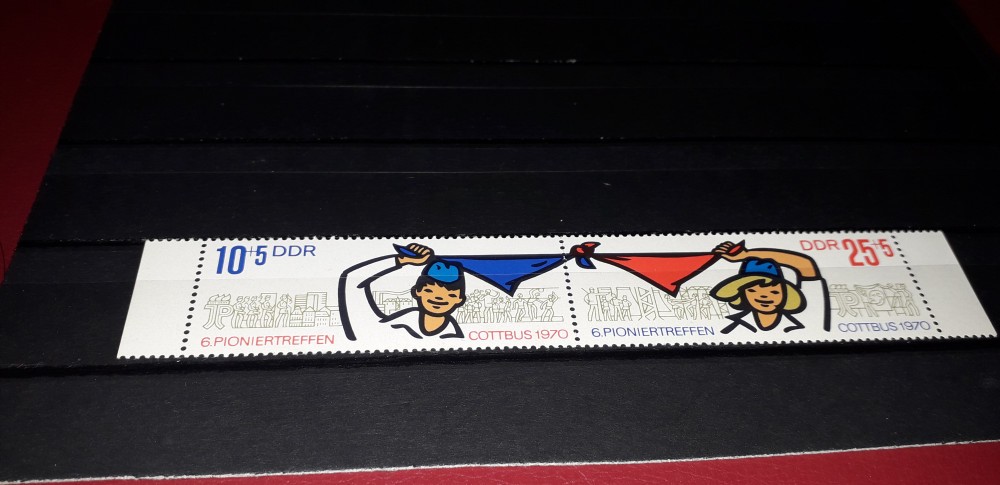 10+5 DDR
6.PIONIERTREFFEN COTTBUS 1970
DDR 25+5
6.PIONIERTREFFEN COTTBUS 1970